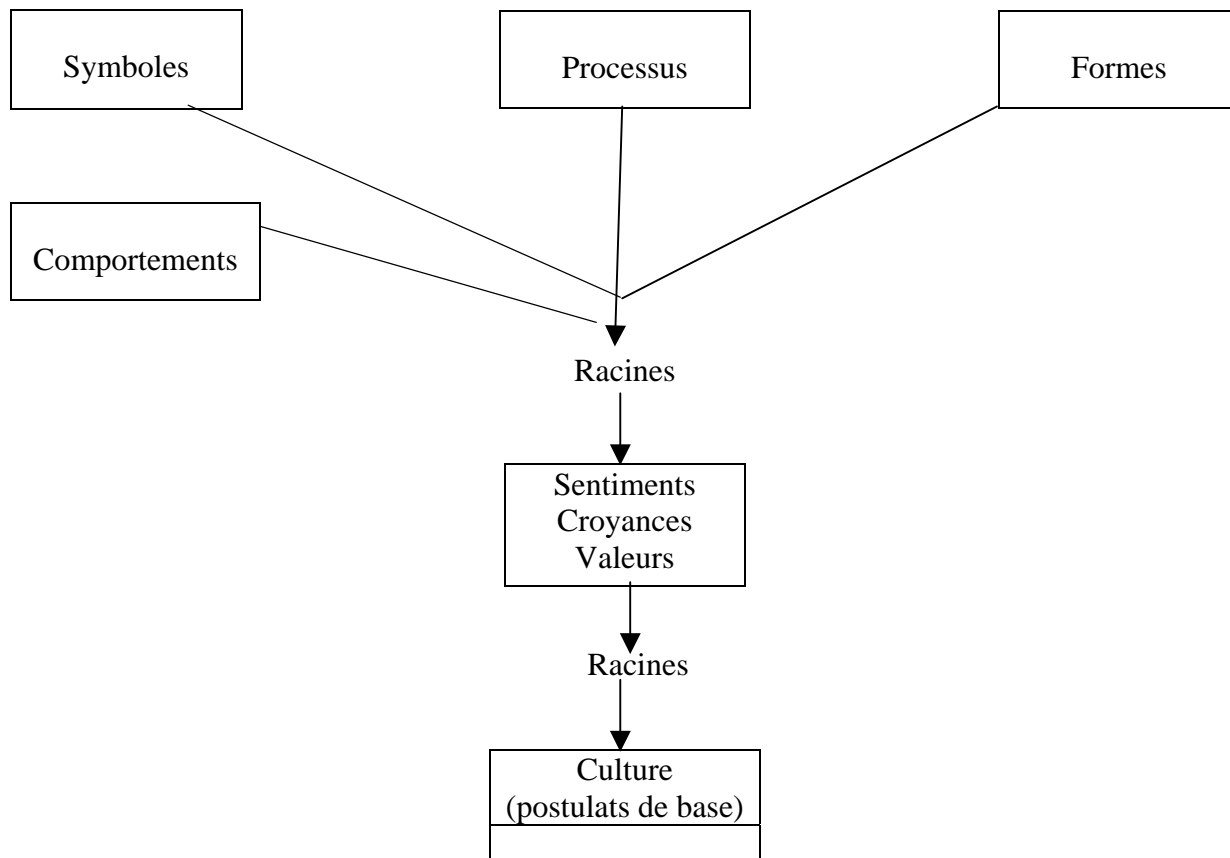 Symboles
Processus
Formes
Comportements
Racines
Sentiments
Croyances
Valeurs
Racines
Culture
(postulats de base)